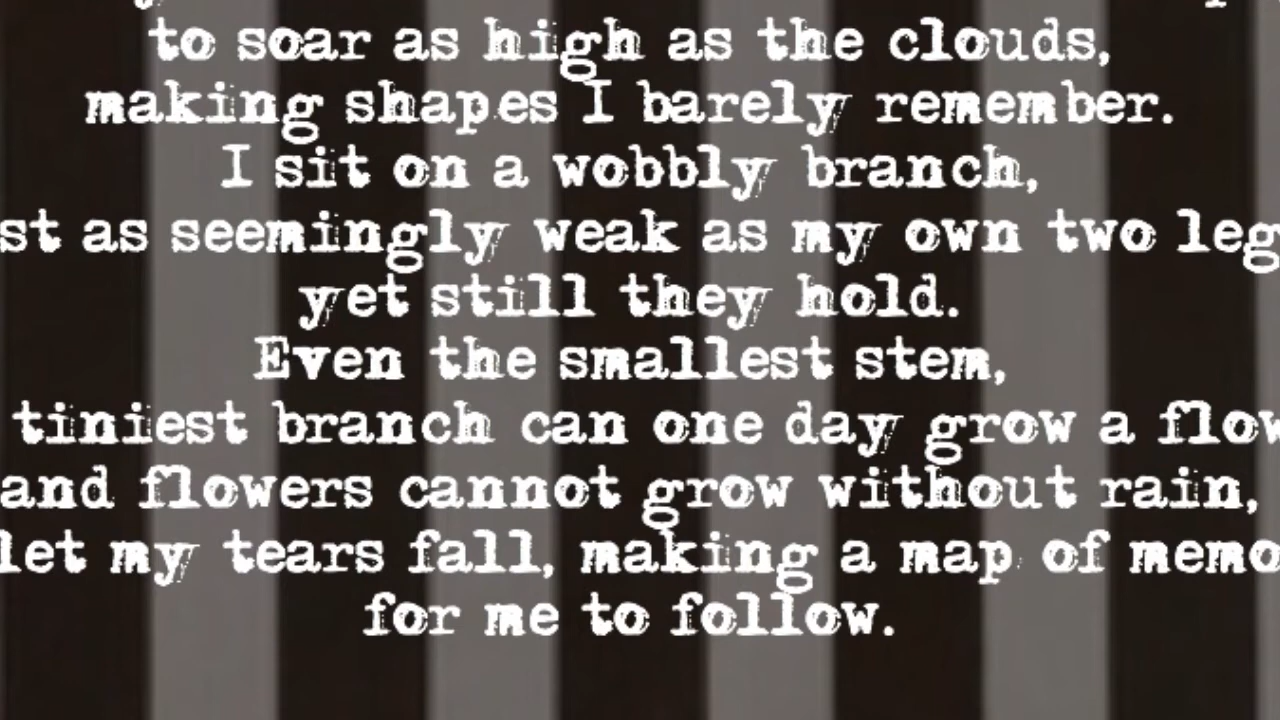 to soar as high as the clouds,
making shapes I barely remember.
I sit on a wobbly branch,
st as seemingly weak as my own two leg
yet still they hold.
Even the smallest stem,
tiniest branch can one day grow a flow
and flowers cannot grow without rain,
let my tears fall, making a map of memo
for me to follow.